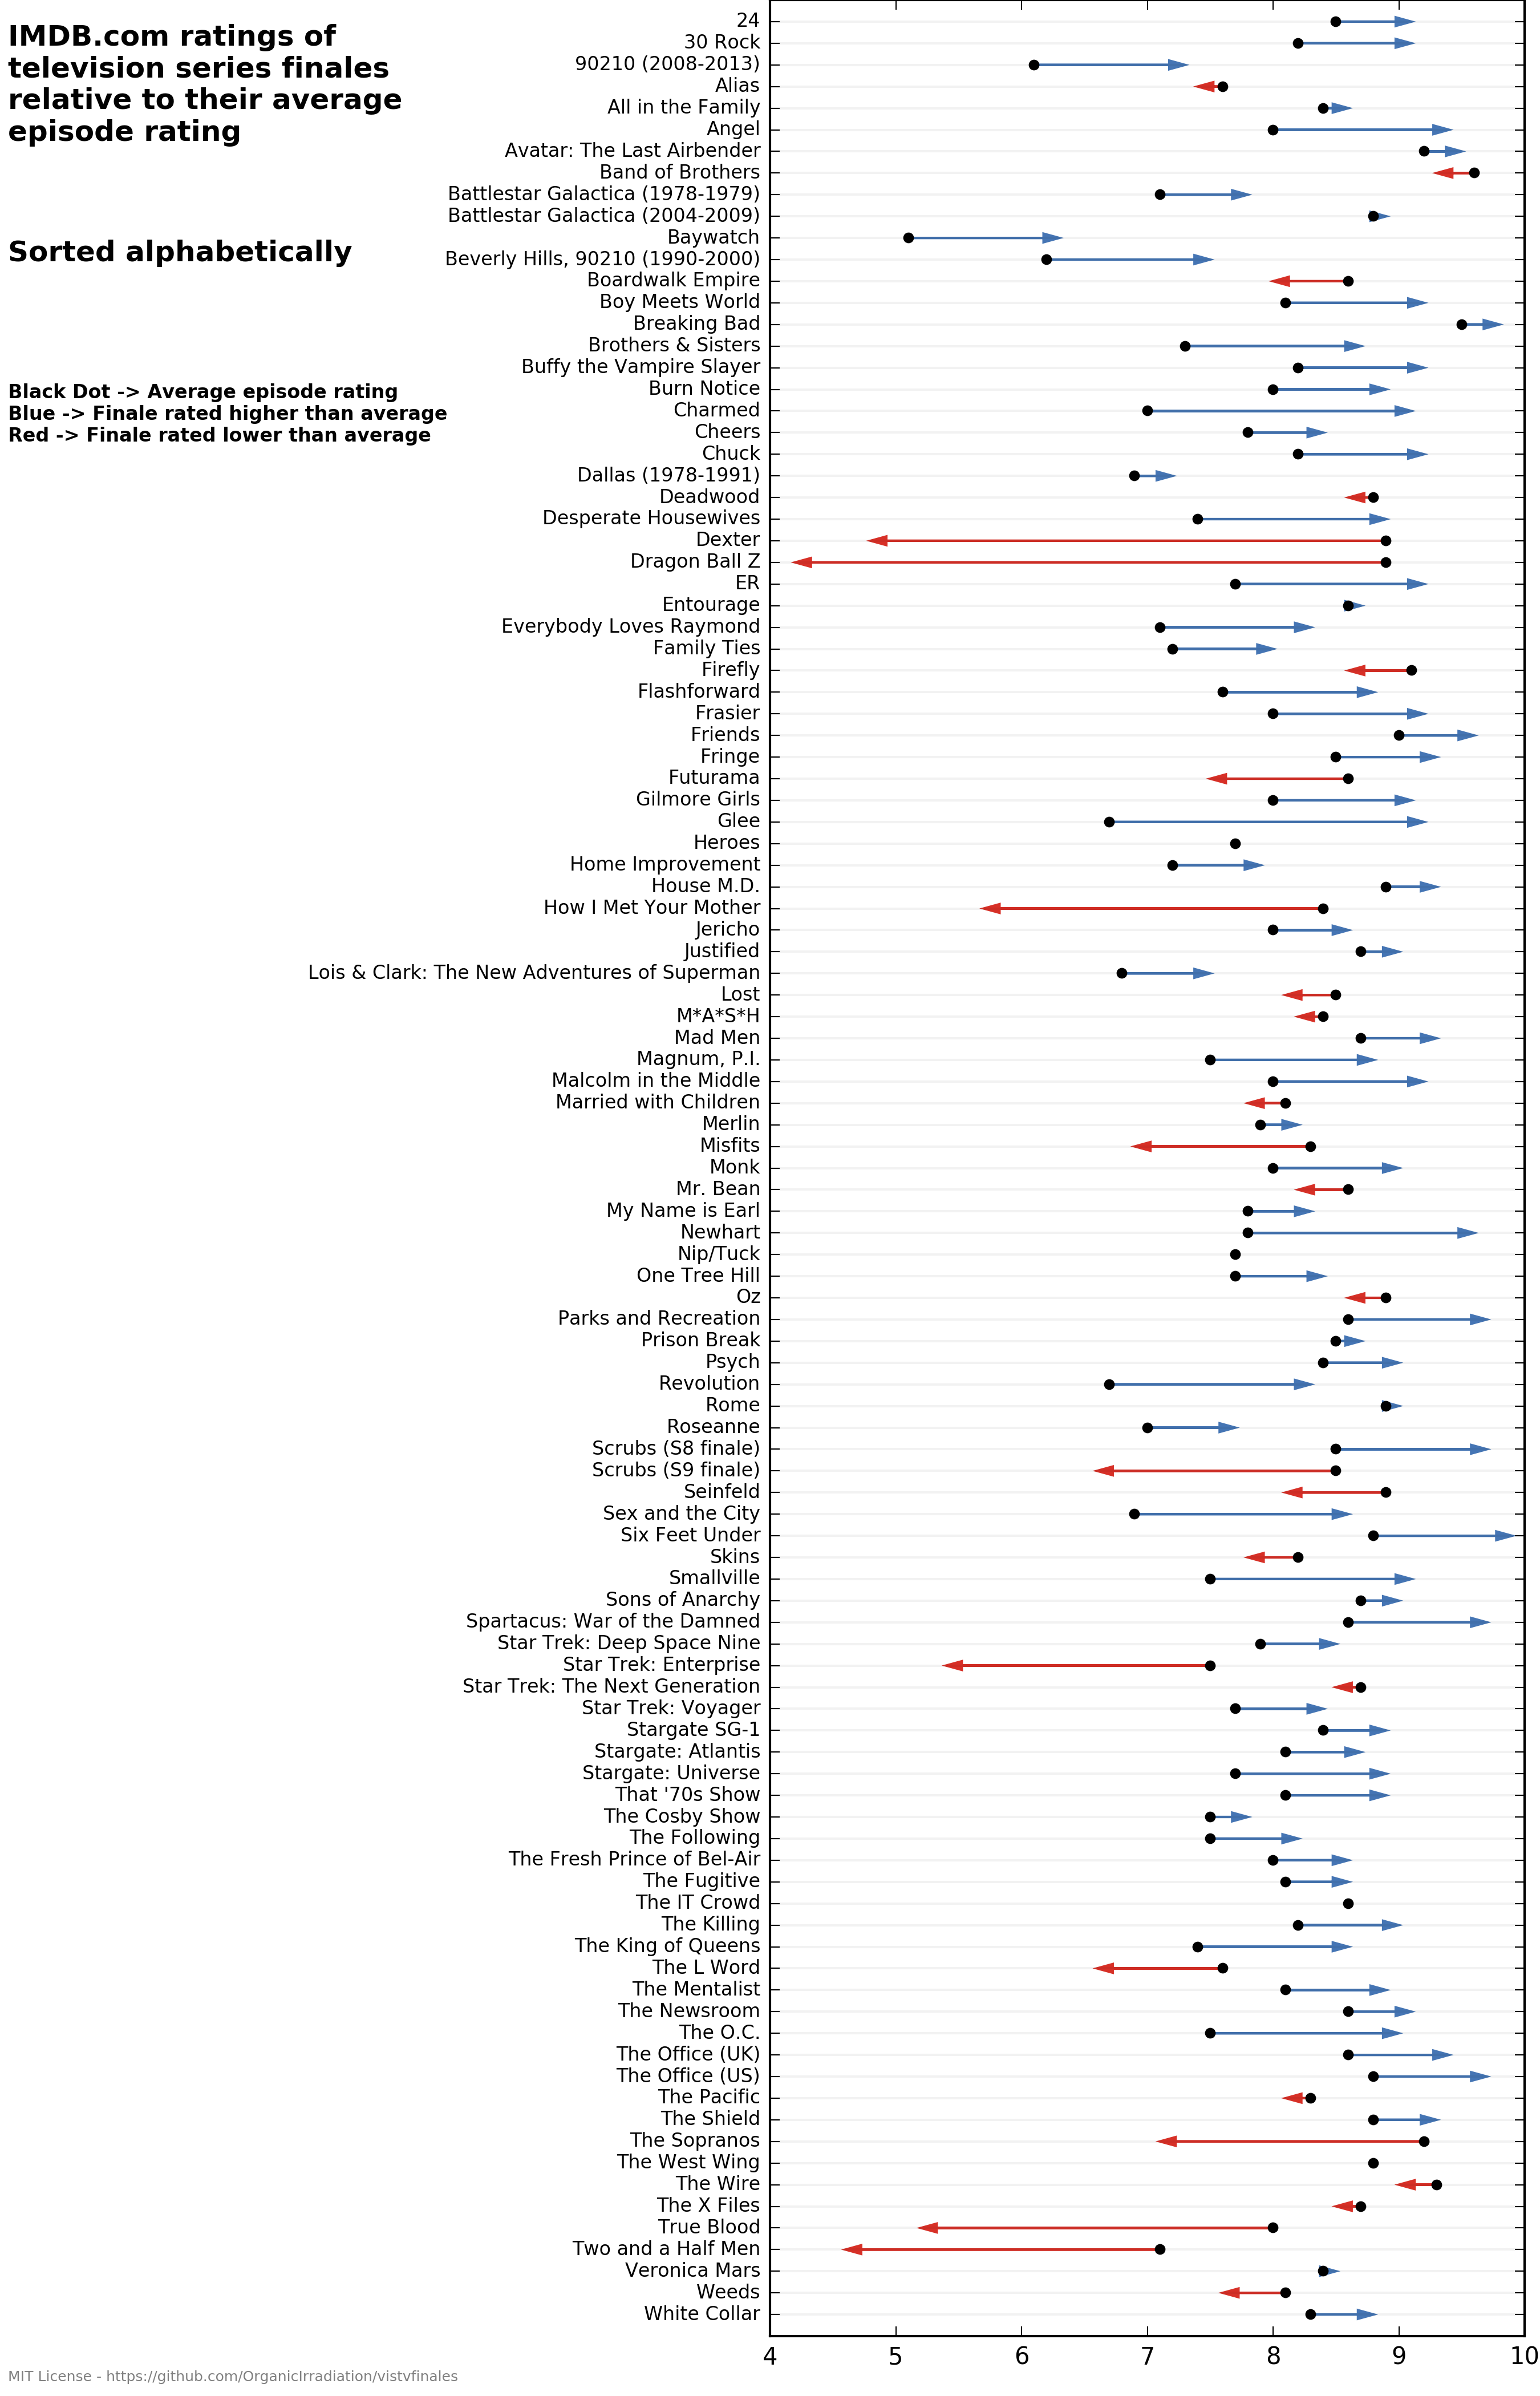 IMDB.com ratings of
television series finales
relative to their average
episode rating
Sorted alphabetically
Black Dot -> Average episode rating
Blue -> Finale rated higher than average
Red -> Finale rated lower than average
24
30 Rock
90210 (2008-2013)
Alias
All in the Family
Angel
Avatar: The Last Airbender
Band of Brothers
Battlestar Galactica (1978-1979)
Battlestar Galactica (2004-2009)
Baywatch
Beverly Hills, 90210 (1990-2000)
Boardwalk Empire
Boy Meets World
Breaking Bad
Brothers & Sisters
Buffy the Vampire Slayer
Burn Notice
Charmed
Cheers
Chuck
Dallas (1978-1991)
Deadwood
Desperate Housewives
Dexter
Dragon Ball Z
ER
Entourage
Everybody Loves Raymond
Family Ties
Firefly
Flashforward
Frasier
Friends
Fringe
Futurama
Gilmore Girls
Glee
Heroes
Home Improvement
House M.D.
How I Met Your Mother
Jericho
Justified
Lois & Clark: The New Adventures of Superman
Lost
M*A*S*H
Mad Men
Magnum, P.I.
Malcolm in the Middle
Married with Children
Merlin
Misfits
Monk
Mr. Bean
My Name is Earl
Newhart
Nip/Tuck
One Tree Hill
Oz
Parks and Recreation
Prison Break
Psych
Revolution
Rome
Roseanne
Scrubs (S8 finale)
Scrubs (S9 finale)
Seinfeld
Sex and the City
Six Feet Under
Skins
Smallville
Sons of Anarchy
Spartacus: War of the Damned
Star Trek: Deep Space Nine
Star Trek: Enterprise
Star Trek: The Next Generation
Star Trek: Voyager
Stargate SG-1
Stargate: Atlantis
Stargate: Universe
That '70s Show
The Cosby Show
The Following
The Fresh Prince of Bel-Air
The Fugitive
The IT Crowd
The Killing
The King of Queens
The L Word
The Mentalist
The Newsroom
The O.C.
The Office (UK)
The Office (US)
The Pacific
The Shield
The Sopranos
The West Wing
The Wire
The X Files
True Blood
Two and a Half Men
Veronica Mars
Weeds
White Collar
4 5 6 7 8 9 10
MIT License - https://github.com/OrganicIrradiation/vistvfinales